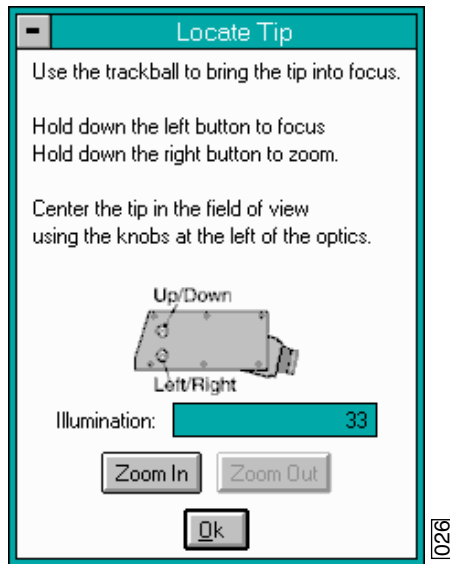 Locate Tip
Use the trackball to bring the tip into focus.
Hold down the left button to focus
Hold down the right button to zoom.
Center the tip in the field of view
using the knobs at the left of the optics.
Up/Down
Left/Right
Illumination: 33
Zoom In Zoom Out
Ok
026